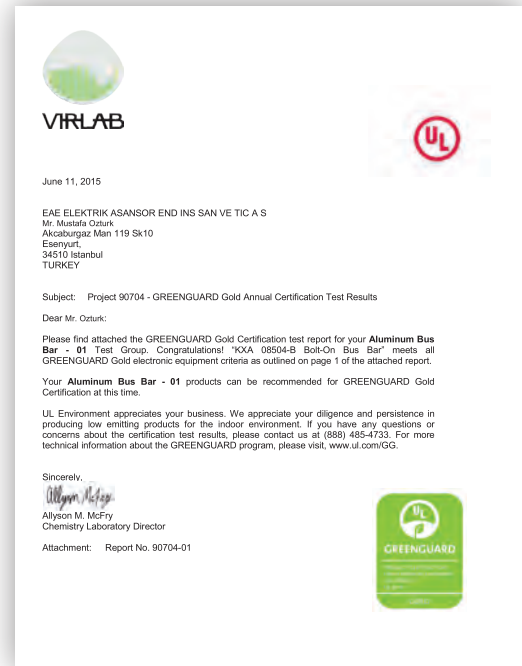 VIRLAB
UL
June 11, 2015
EAE ELEKTRIK ASANSOR END INS SAN VE TIC A S
Mr. Mustafa Ozturk
Akcaburgaz Man 119 Sk10
Esenyurt,
34510 Istanbul
TURKEY
Subject: Project 90704 - GREENGUARD Gold Annual Certification Test Results
Dear Mr. Ozturk:
Please find attached the GREENGUARD Gold Certification test report for your Aluminum Bus
Bar - 01 Test Group. Congratulations! "KXA 08504-B Bolt-On Bus Bar" meets all
GREENGUARD Gold electronic equipment criteria as outlined on page 1 of the attached report.
Your Aluminum Bus Bar - 01 products can be recommended for GREENGUARD Gold
Certification at this time.
UL Environment appreciates your business. We appreciate your diligence and persistence in
producing low emitting products for the indoor environment. If you have any questions or
concerns about the certification test results, please contact us at (888) 485-4733. For more
technical information about the GREENGUARD program, please visit, www.ul.com/GG.
Sincerely,
Allyson McFry
Allyson M. McFry
Chemistry Laboratory Director
Attachment: Report No. 90704-01
UL
GREENGUARD